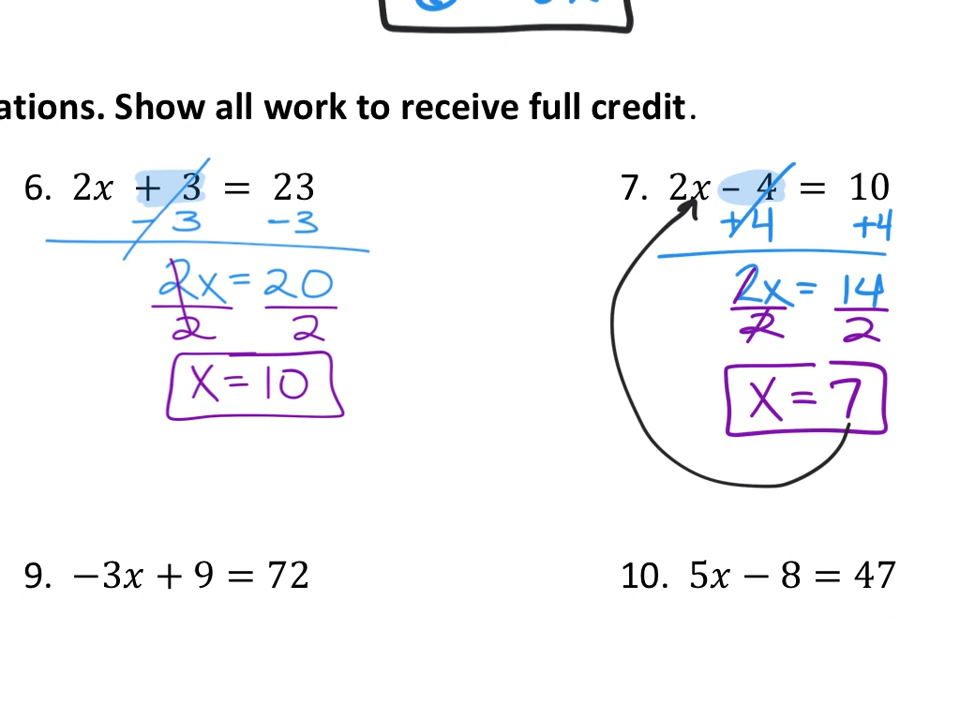 ations. Show all work to receive full credit.
6. 2x + 3 = 23
− 3 −3
2x = 20
2 2
x = 10
7. 2x − 4 = 10
+4 +4
2x = 14
2 2
x = 7
9. −3x + 9 = 72
10. 5x − 8 = 47